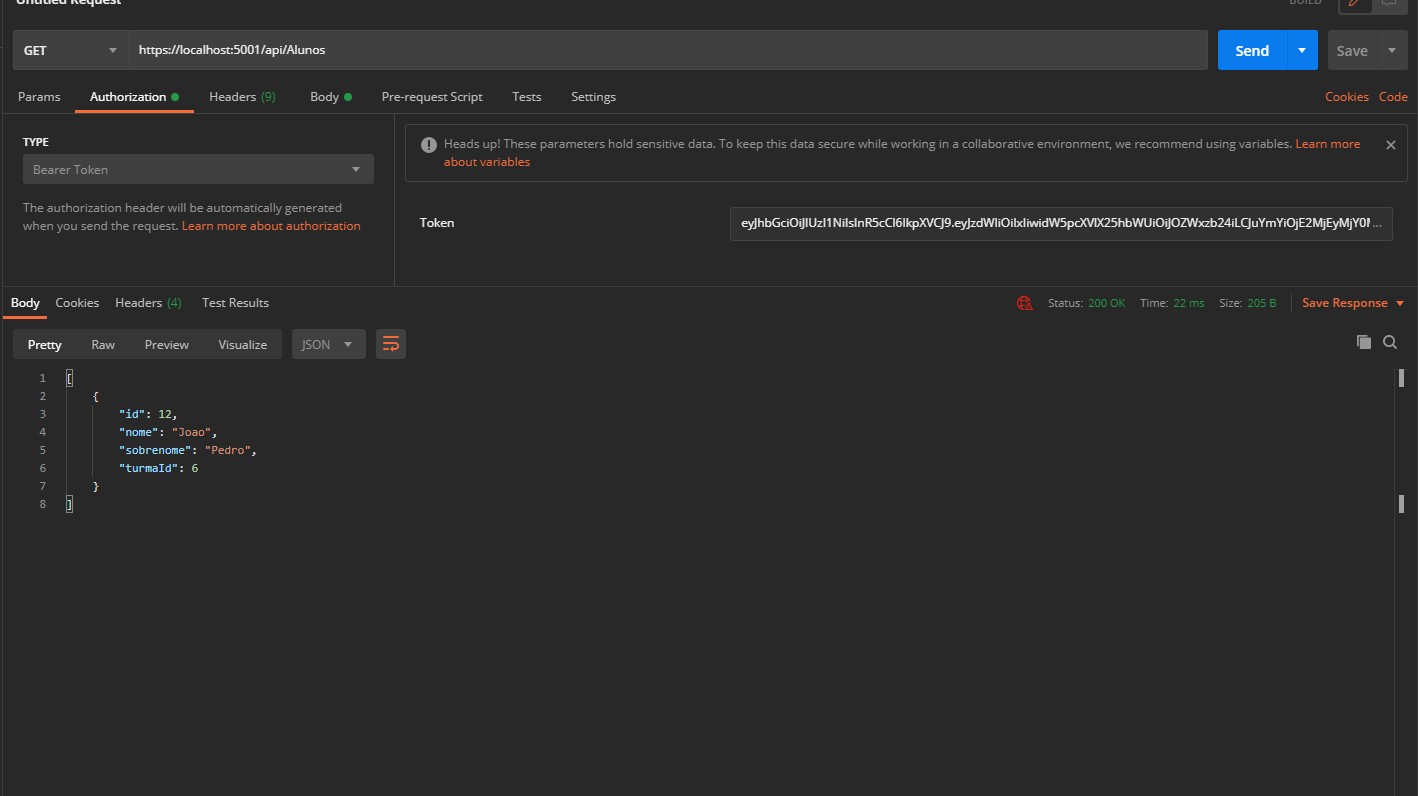 Untitled Request
BUILD
GET
https://localhost:5001/api/Alunos
Send
Save
Params
Authorization
Headers (9)
Body
Pre-request Script
Tests
Settings
Cookies
Code
TYPE
Bearer Token
The authorization header will be automatically generated
when you send the request. Learn more about authorization
Heads up! These parameters hold sensitive data. To keep this data secure while working in a collaborative environment, we recommend using variables. Learn more
about variables
Token
Body
Cookies
Headers (4)
Test Results
Status: 200 OK
Time: 22 ms
Size: 205 B
Save Response
Pretty
Raw
Preview
Visualize
JSON
1 [
2 {
3 "id": 12,
4 "nome": "Joao",
5 "sobrenome": "Pedro",
6 "turmaId": 6
7 }
8 ]